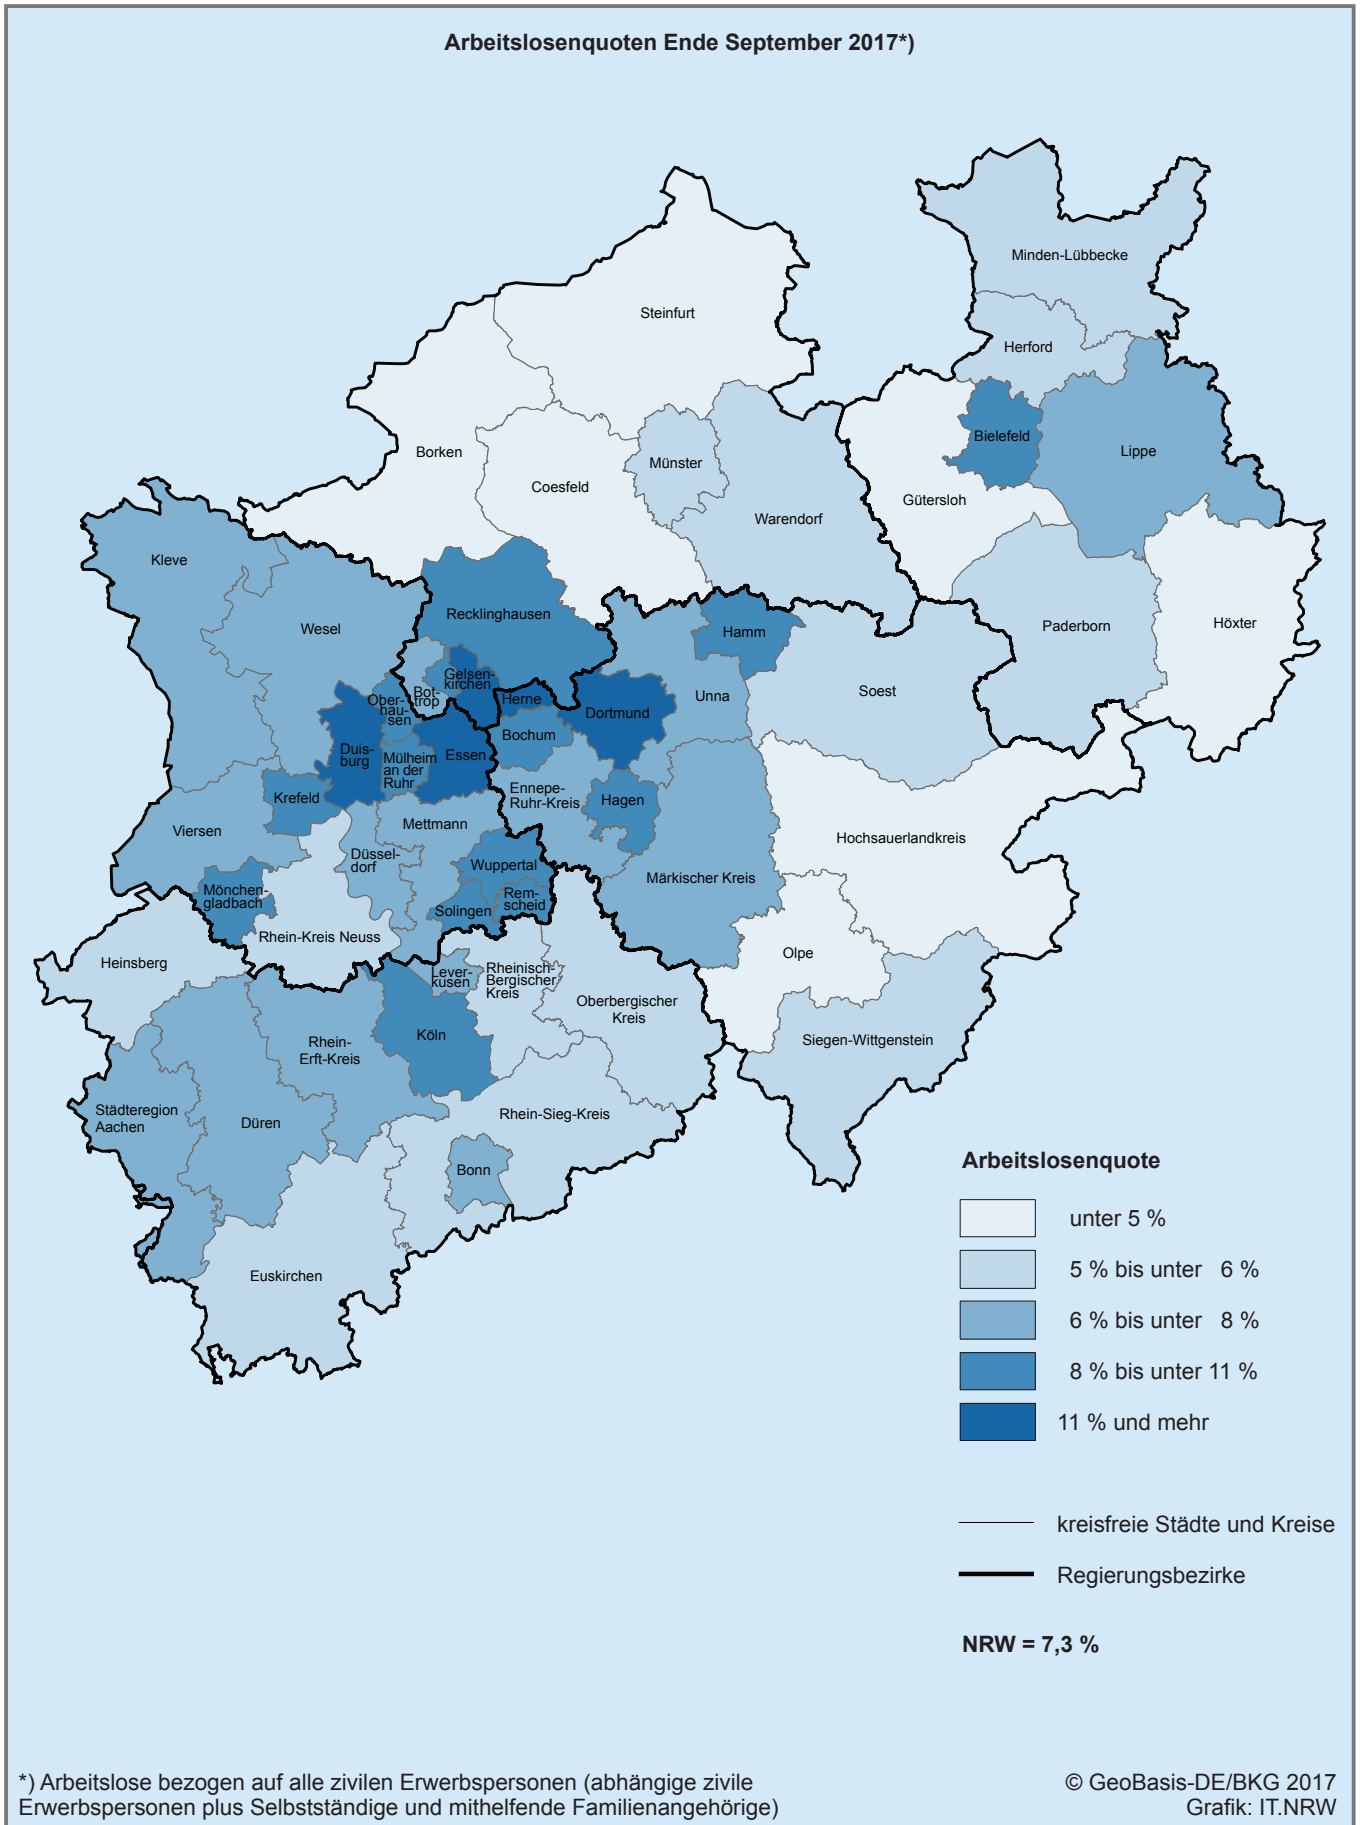 Arbeitslosenquoten Ende September 2017*)
Minden-Lübbecke
Steinfurt
Herford
Bielefeld
Lippe
Borken
Münster
Coesfeld
Gütersloh
Warendorf
Kleve
Recklinghausen
Wesel
Hamm
Paderborn
Höxter
Gelsen-
kirchen
Soest
Bot-
trop
Ober-
hau-
sen
Herne
Unna
Dortmund
Bochum
Duis-
burg
Essen
Mülheim
an der
Ruhr
Ennepe-
Ruhr-Kreis
Krefeld
Hagen
Viersen
Mettmann
Hochsauerlandkreis
Düssel-
dorf
Wuppertal
Märkischer Kreis
Mönchen-
gladbach
Rem-
scheid
Solingen
Rhein-Kreis Neuss
Olpe
Heinsberg
Lever-
kusen
Rheinisch-
Bergischer
Kreis
Oberbergischer
Kreis
Köln
Rhein-
Erft-Kreis
Siegen-Wittgenstein
Städteregion
Aachen
Düren
Rhein-Sieg-Kreis
Bonn
Euskirchen
Arbeitslosenquote
unter 5 %
5 % bis unter 6 %
6 % bis unter 8 %
8 % bis unter 11 %
11 % und mehr
kreisfreie Städte und Kreise
Regierungsbezirke
NRW = 7,3 %
*) Arbeitslose bezogen auf alle zivilen Erwerbspersonen (abhängige zivile
Erwerbspersonen plus Selbstständige und mithelfende Familienangehörige)
© GeoBasis-DE/BKG 2017
Grafik: IT.NRW